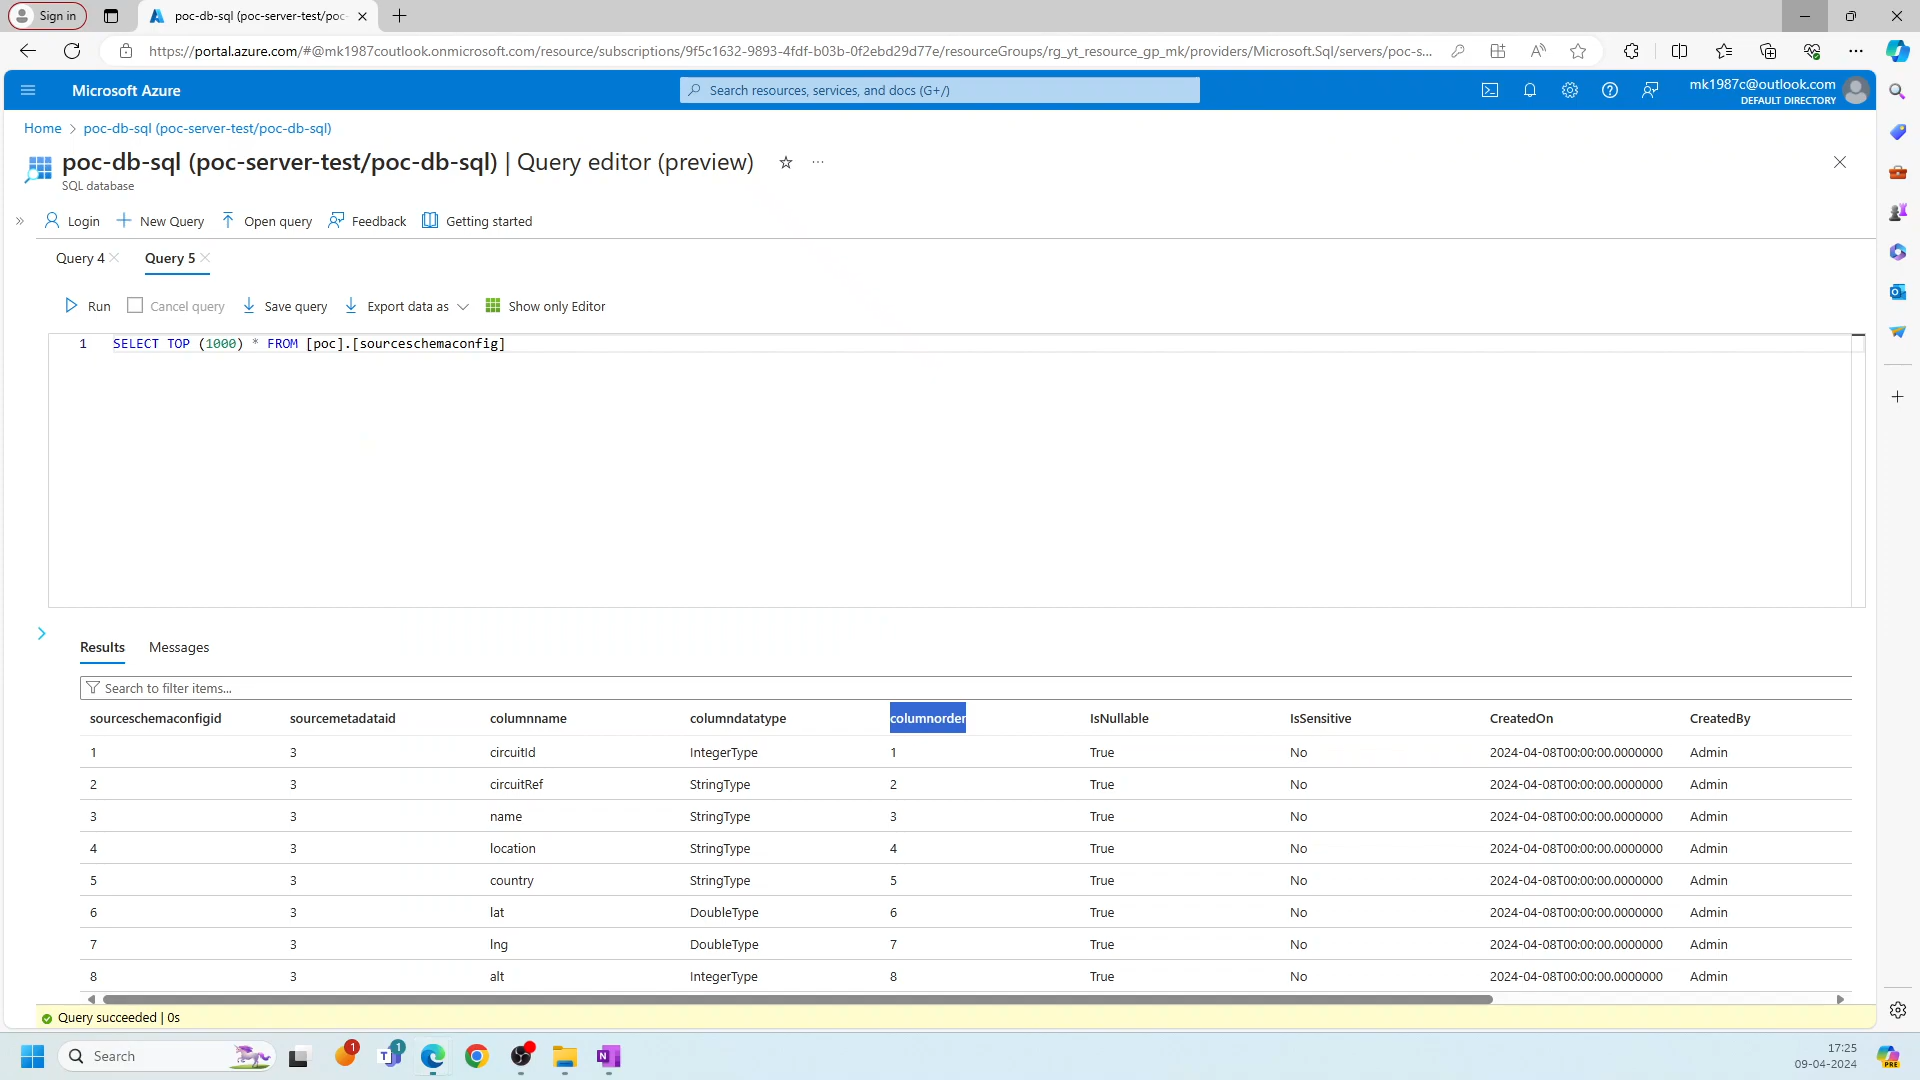 Sign in
poc-db-sql (poc-server-test/poc-
https://portal.azure.com/#@mk1987coutlook.onmicrosoft.com/resource/subscriptions/9f5c1632-9893-4fdf-b03b-0f2ebd29d77e/resourceGroups/rg_yt_resource_gp_mk/providers/Microsoft.Sql/servers/poc-s...
Microsoft Azure
Search resources, services, and docs (G+/)
mk1987c@outlook.com
DEFAULT DIRECTORY
Home > poc-db-sql (poc-server-test/poc-db-sql)
poc-db-sql (poc-server-test/poc-db-sql) | Query editor (preview)
SQL database
Login New Query Open query Feedback Getting started
Query 4 Query 5
Run Cancel query Save query Export data as Show only Editor
1 SELECT TOP (1000) * FROM [poc].[sourceschemaconfig]
Results Messages
Search to filter items...
sourceschemaconfigid sourcemetadataid columnname columndatatype columnorder IsNullable IsSensitive CreatedOn CreatedBy
1 3 circuitId IntegerType 1 True No 2024-04-08T00:00:00.0000000 Admin
2 3 circuitRef StringType 2 True No 2024-04-08T00:00:00.0000000 Admin
3 3 name StringType 3 True No 2024-04-08T00:00:00.0000000 Admin
4 3 location StringType 4 True No 2024-04-08T00:00:00.0000000 Admin
5 3 country StringType 5 True No 2024-04-08T00:00:00.0000000 Admin
6 3 lat DoubleType 6 True No 2024-04-08T00:00:00.0000000 Admin
7 3 lng DoubleType 7 True No 2024-04-08T00:00:00.0000000 Admin
8 3 alt IntegerType 8 True No 2024-04-08T00:00:00.0000000 Admin
Query succeeded | 0s
Search
1
1
17:25
09-04-2024
PRE